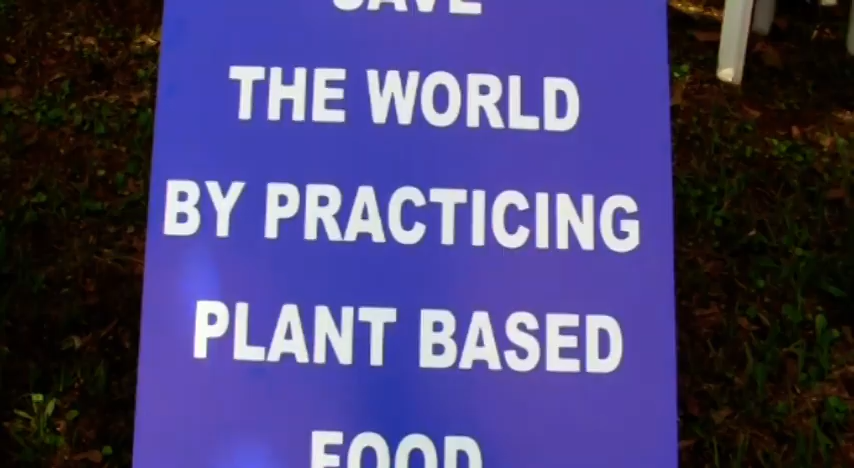 SAVE
THE WORLD
BY PRACTICING
PLANT BASED
FOOD